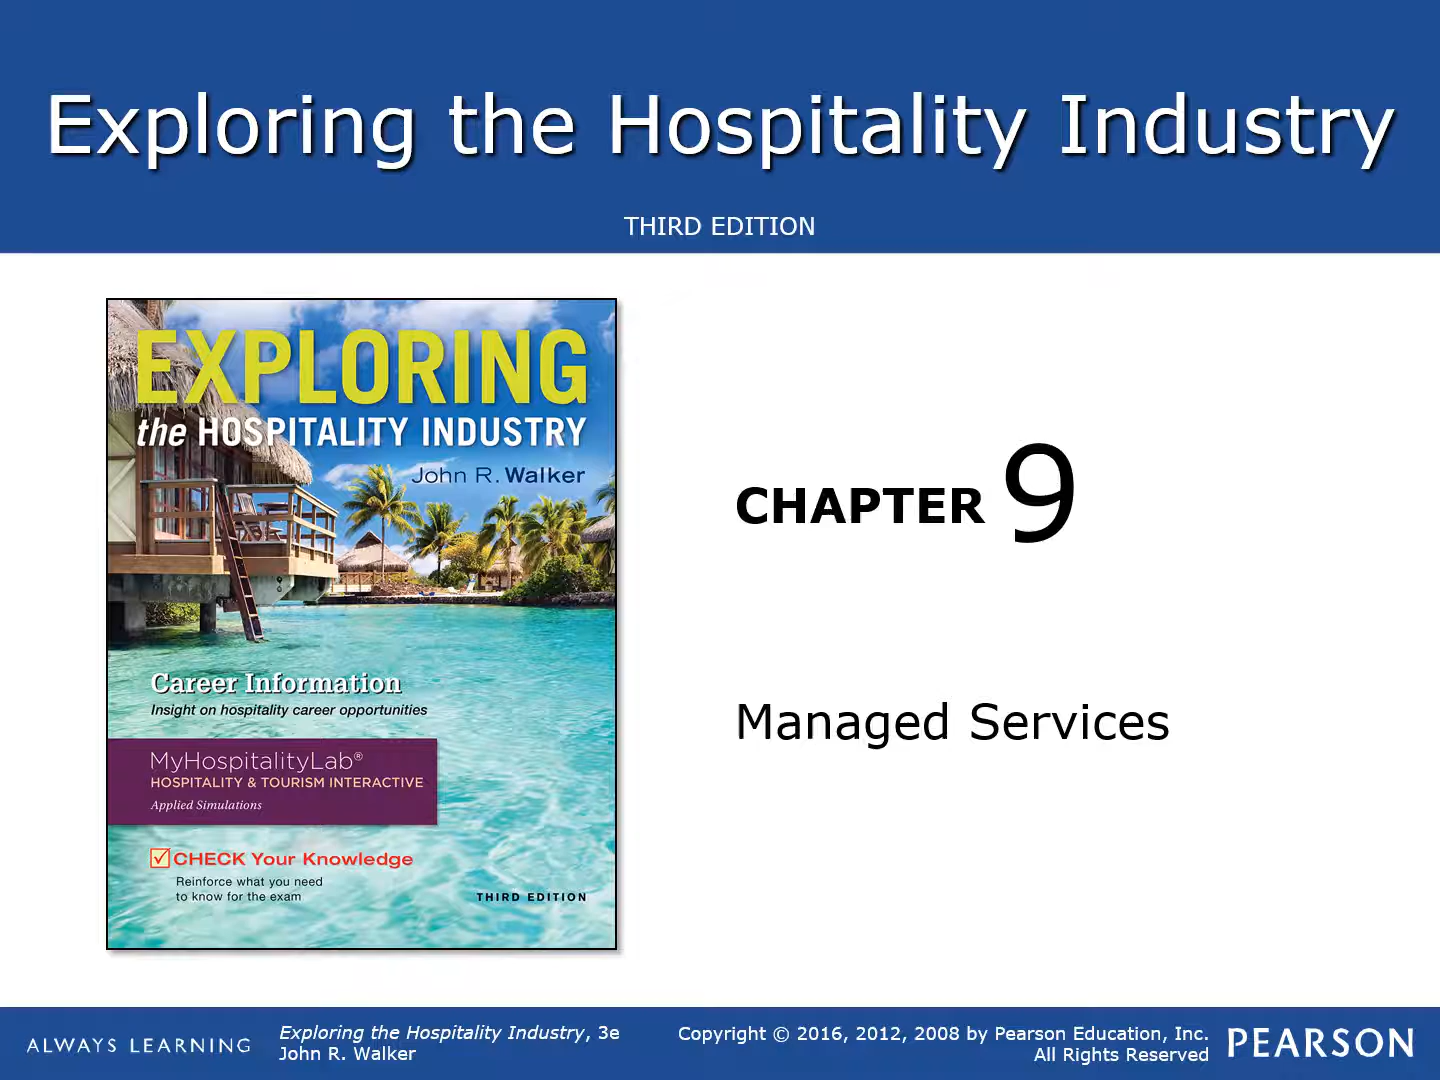 Exploring the Hospitality Industry
THIRD EDITION
EXPLORING
the HOSPITALITY INDUSTRY
John R. Walker
Career Information
Insight on hospitality career opportunities
MyHospitalityLab®
HOSPITALITY & TOURISM INTERACTIVE
Applied Simulations
CHECK Your Knowledge
Reinforce what you need
to know for the exam
THIRD EDITION
CHAPTER 9
Managed Services
ALWAYS LEARNING
Exploring the Hospitality Industry, 3e
John R. Walker
Copyright © 2016, 2012, 2008 by Pearson Education, Inc.
All Rights Reserved
PEARSON